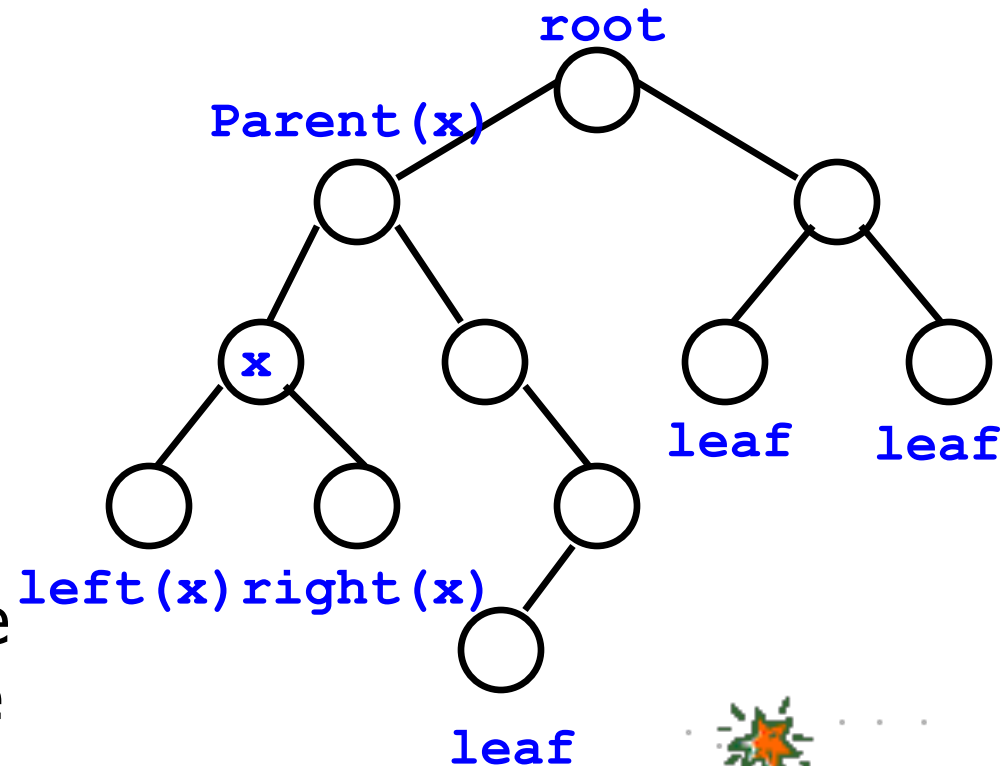 root
Parent(x)
x
leaf
leaf
left(x)
right(x)
e
e
leaf